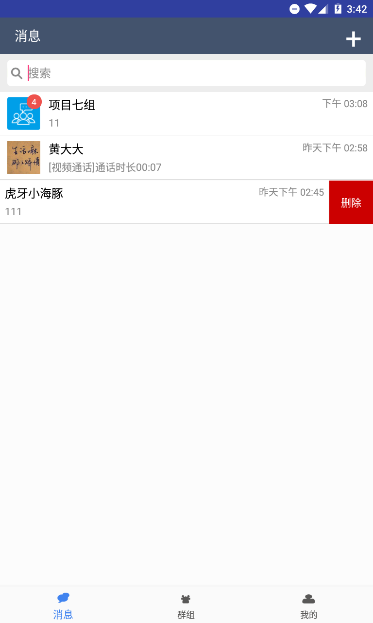 3:42
消息
搜索
4
项目七组
下午 03:08
11
黄大大
昨天下午 02:58
[视频通话]通话时长00:07
虎牙小海豚
昨天下午 02:45
111
删除
消息
群组
我的